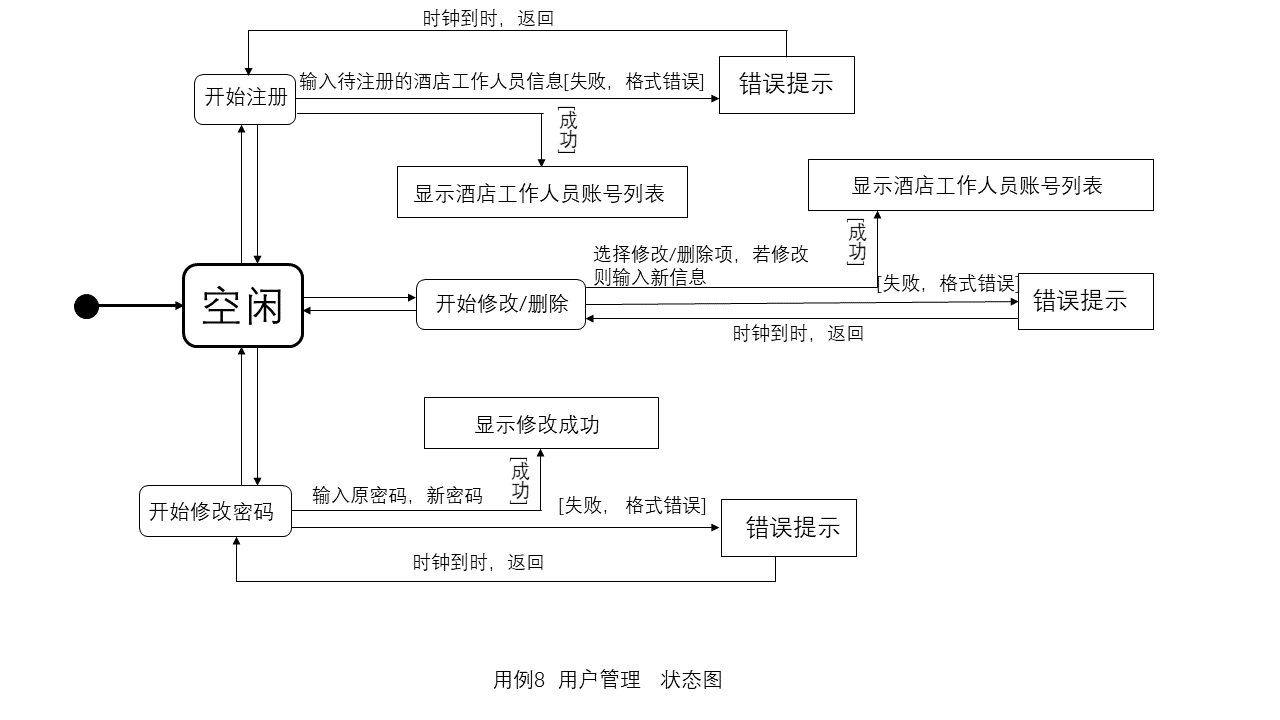 时钟到时，返回
开始注册
输入待注册的酒店工作人员信息[失败，格式错误]
错误提示
[成功]
显示酒店工作人员账号列表
显示酒店工作人员账号列表
[成功]
选择修改/删除项，若修改
则输入新信息
[失败，格式错误]
空闲
开始修改/删除
错误提示
时钟到时，返回
显示修改成功
[成功]
输入原密码，新密码
[失败， 格式错误]
开始修改密码
错误提示
时钟到时，返回
用例8 用户管理 状态图